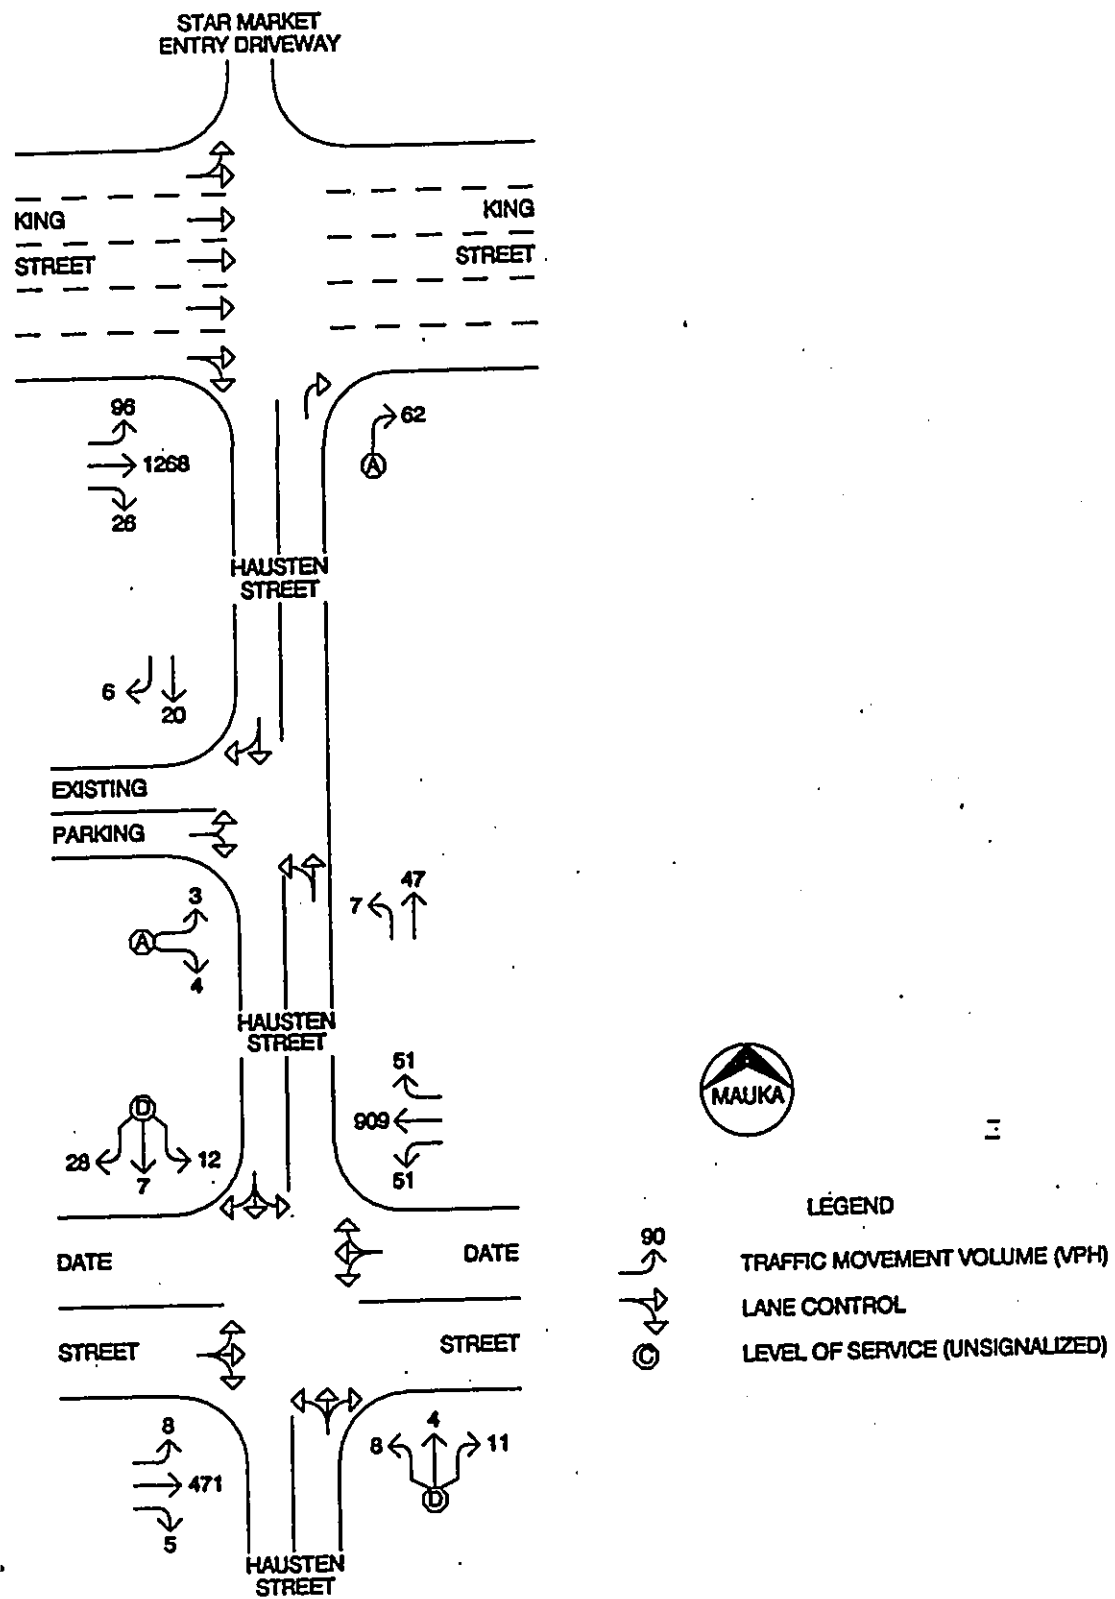 STAR MARKET
ENTRY DRIVEWAY
KING
KING
STREET
STREET
96
1268
26
62
A
HAUSTEN
STREET
6
20
EXISTING
PARKING
3
A
4
47
7
HAUSTEN
STREET
51
909
51
D
28
7
12
MAUKA
DATE
DATE
STREET
STREET
8
471
5
4
8
11
D
HAUSTEN
STREET
LEGEND
90
TRAFFIC MOVEMENT VOLUME (VPH)
LANE CONTROL
C
LEVEL OF SERVICE (UNSIGNALIZED)